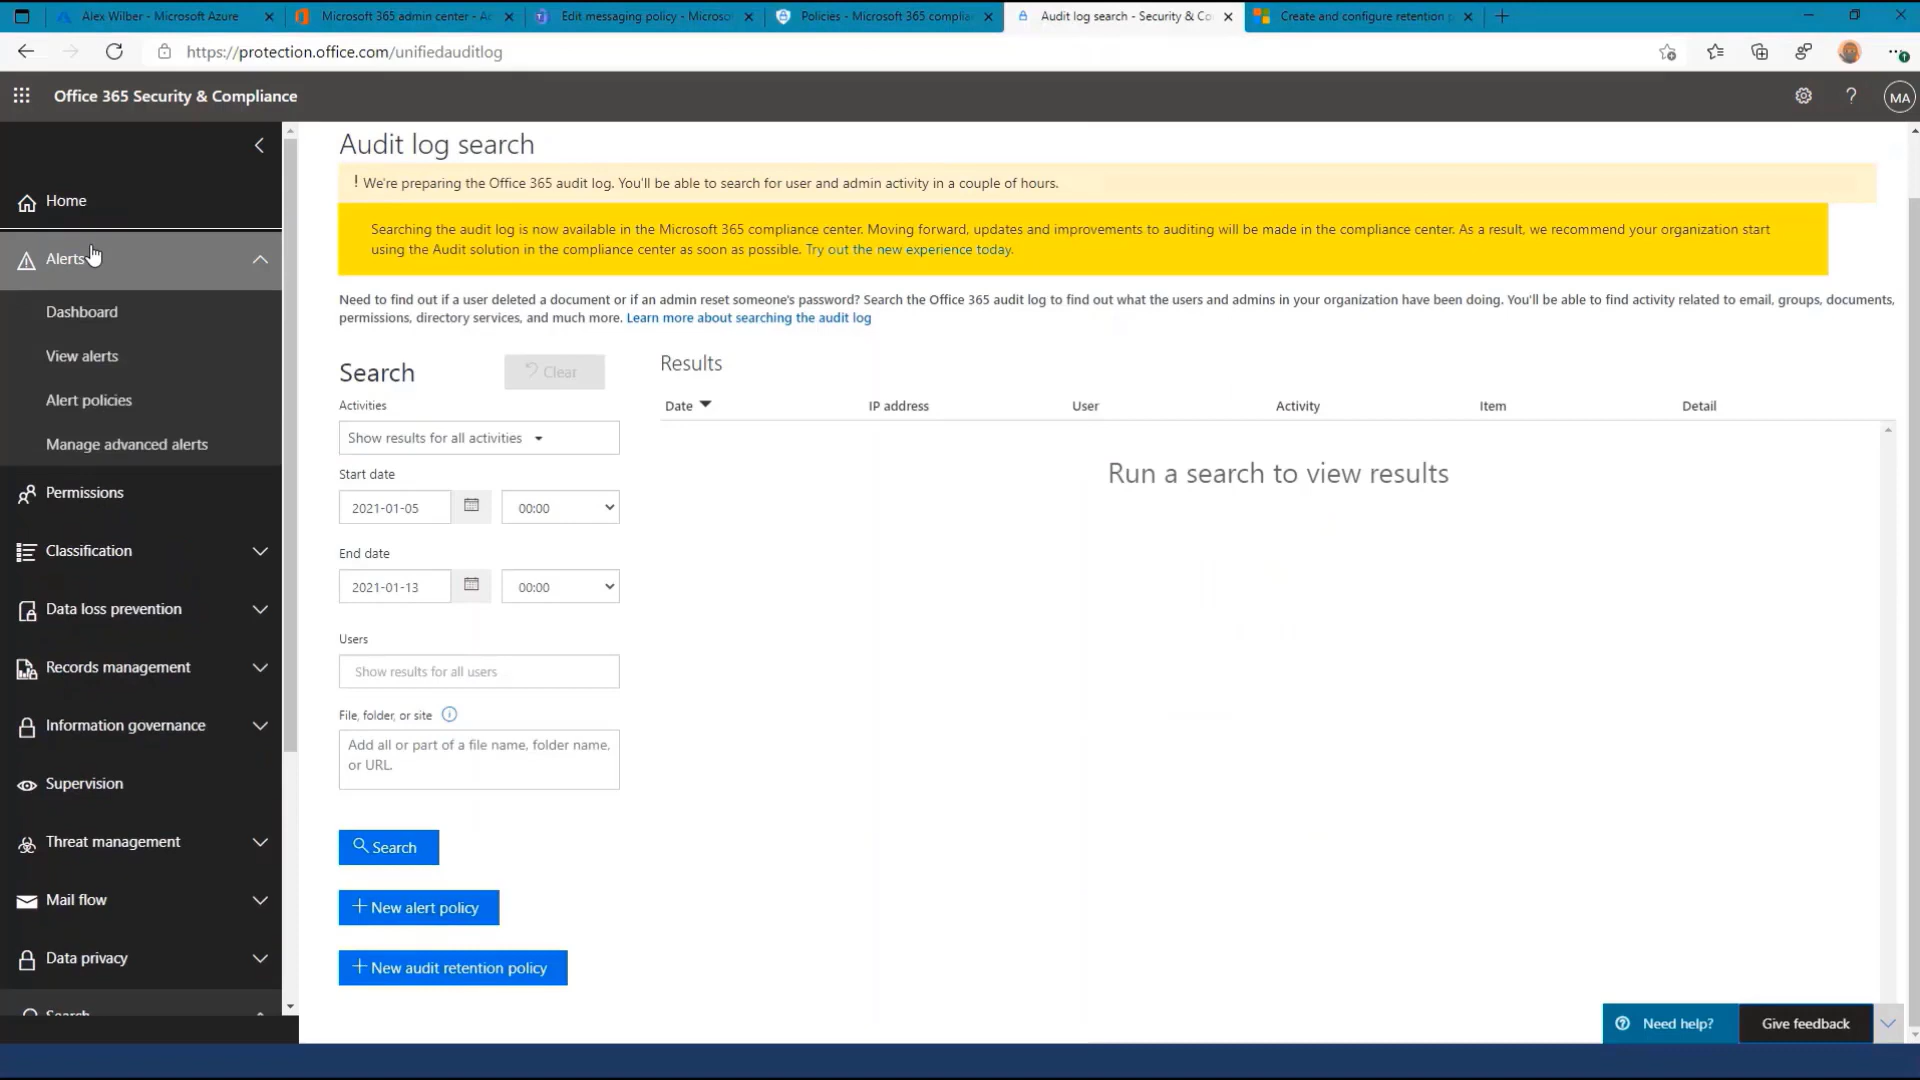 Alex Wilber - Microsoft Azure
Microsoft 365 admin center - Ac
Edit messaging policy - Microsof
Policies - Microsoft 365 complia
Audit log search - Security & Co
Create and configure retention p
https://protection.office.com/unifiedauditlog
Office 365 Security & Compliance
MA
Home
Alerts
Dashboard
View alerts
Alert policies
Manage advanced alerts
Permissions
Classification
Data loss prevention
Records management
Information governance
Supervision
Threat management
Mail flow
Data privacy
Search
Audit log search
! We're preparing the Office 365 audit log. You'll be able to search for user and admin activity in a couple of hours.
Searching the audit log is now available in the Microsoft 365 compliance center. Moving forward, updates and improvements to auditing will be made in the compliance center. As a result, we recommend your organization start
using the Audit solution in the compliance center as soon as possible. Try out the new experience today.
Need to find out if a user deleted a document or if an admin reset someone's password? Search the Office 365 audit log to find out what the users and admins in your organization have been doing. You'll be able to find activity related to email, groups, documents,
permissions, directory services, and much more. Learn more about searching the audit log
Search
Clear
Activities
Show results for all activities
Start date
2021-01-05
00:00
End date
2021-01-13
00:00
Users
Show results for all users
File, folder, or site
Add all or part of a file name, folder name,
or URL.
Search
New alert policy
New audit retention policy
Results
Date
IP address
User
Activity
Item
Detail
Run a search to view results
Need help?
Give feedback